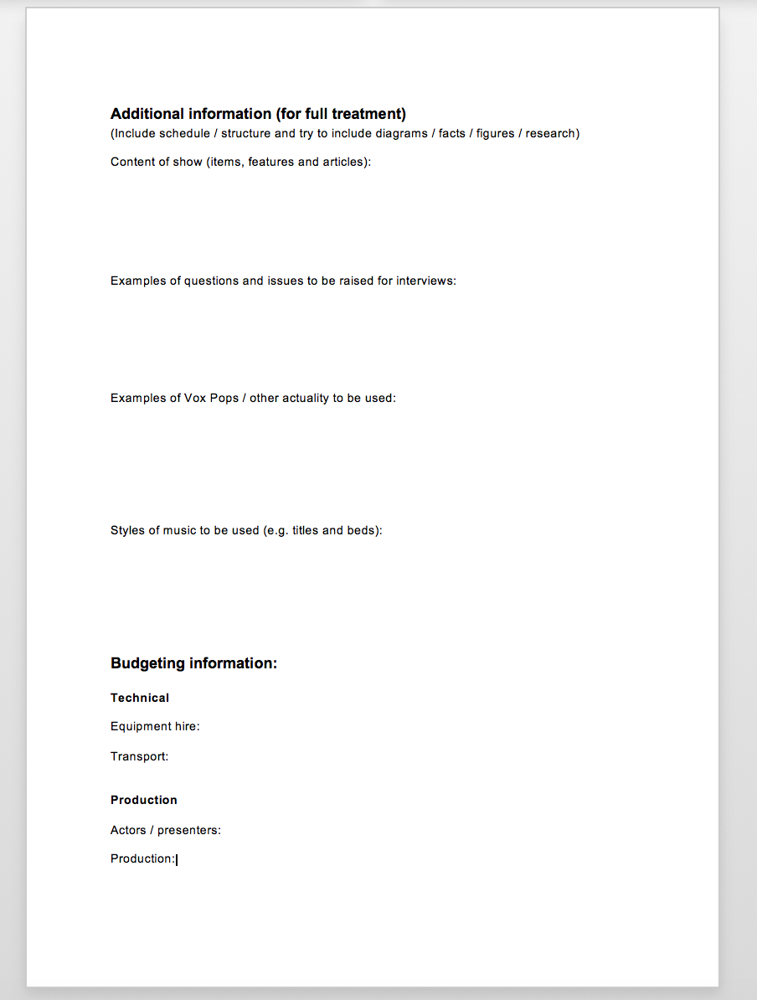 Additional information (for full treatment)
(Include schedule / structure and try to include diagrams / facts / figures / research)
Content of show (items, features and articles):
Examples of questions and issues to be raised for interviews:
Examples of Vox Pops / other actuality to be used:
Styles of music to be used (e.g. titles and beds):
Budgeting information:
Technical
Equipment hire:
Transport:
Production
Actors / presenters:
Production: